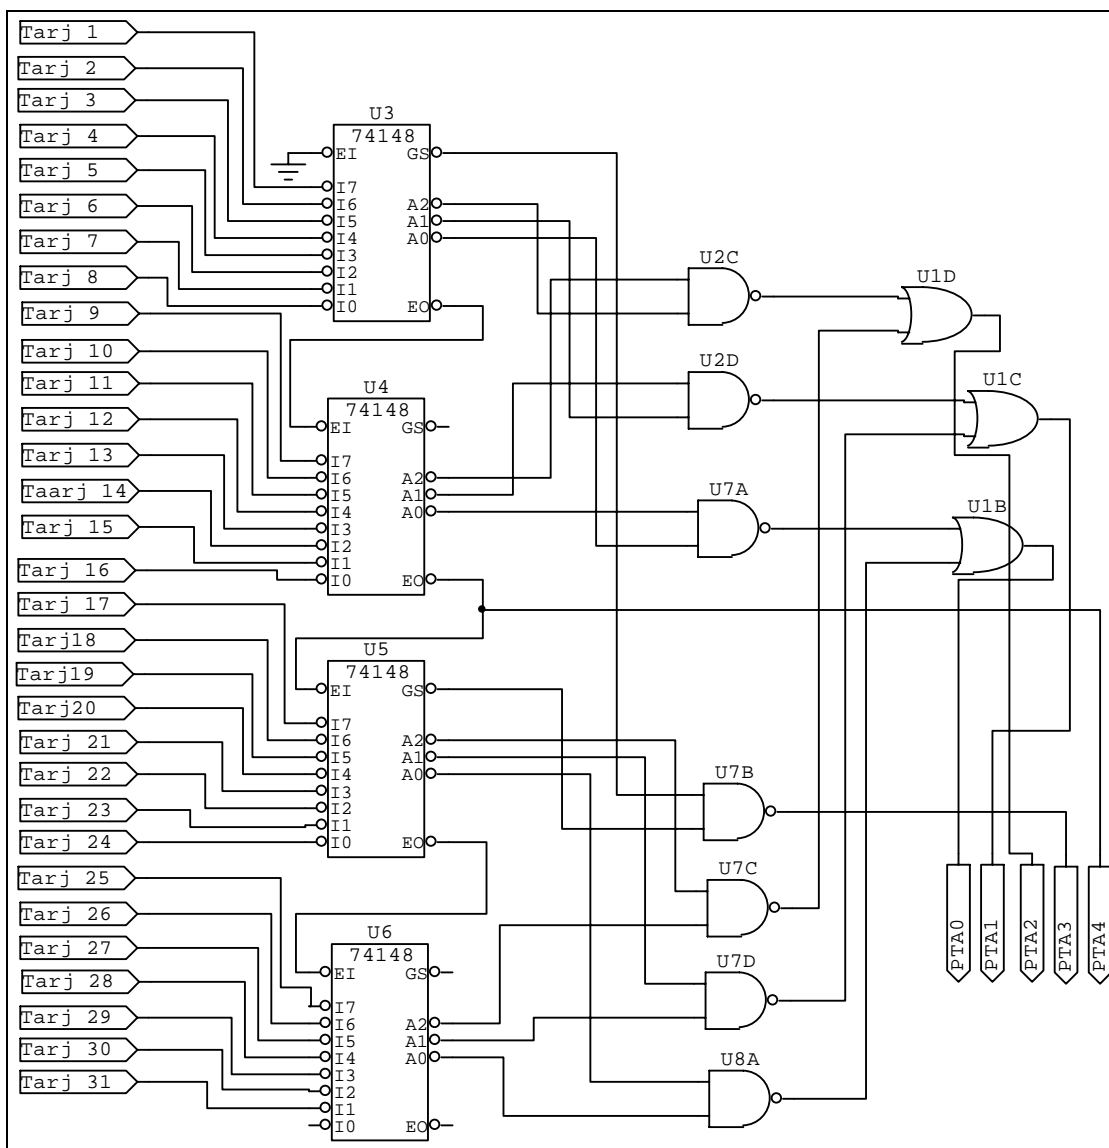 Tarj 1
Tarj 2
Tarj 3
Tarj 4
Tarj 5
Tarj 6
Tarj 7
Tarj 8
Tarj 9
Tarj 10
Tarj 11
Tarj 12
Tarj 13
Taarj 14
Tarj 15
Tarj 16
Tarj 17
Tarj18
Tarj19
Tarj20
Tarj 21
Tarj 22
Tarj 23
Tarj 24
Tarj 25
Tarj 26
Tarj 27
Tarj 28
Tarj 29
Tarj 30
Tarj 31
U3
74148
EI GS
I7
I6 A2
I5 A1
I4 A0
I3
I2
I1
I0 EO
U4
74148
EI GS
I7
I6 A2
I5 A1
I4 A0
I3
I2
I1
I0 EO
U5
74148
EI GS
I7
I6 A2
I5 A1
I4 A0
I3
I2
I1
I0 EO
U6
74148
EI GS
I7
I6 A2
I5 A1
I4 A0
I3
I2
I1
I0 EO
U2C
U2D
U7A
U7B
U7C
U7D
U8A
U1D
U1C
U1B
PTA0
PTA1
PTA2
PTA3
PTA4